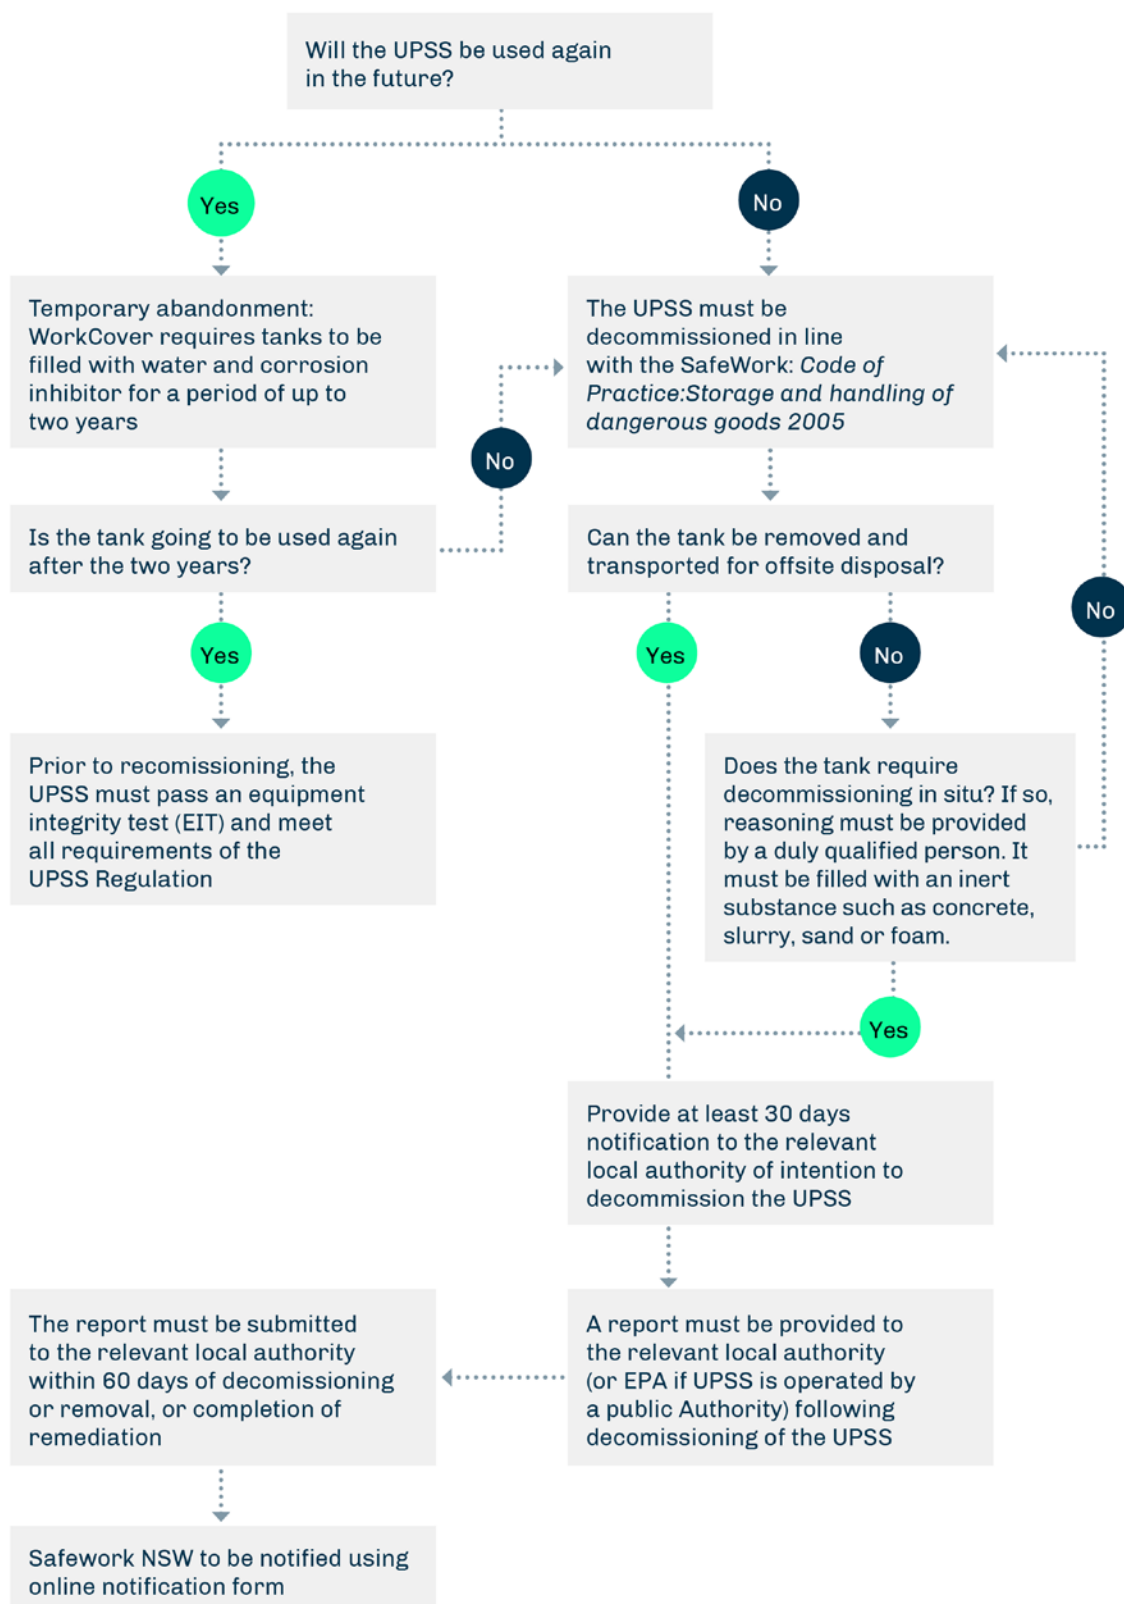 Will the UPSS be used again
in the future?
Yes
No
Temporary abandonment:
WorkCover requires tanks to be
filled with water and corrosion
inhibitor for a period of up to
two years
The UPSS must be
decommissioned in line
with the SafeWork: Code of
Practice:Storage and handling of
dangerous goods 2005
No
Is the tank going to be used again
after the two years?
Can the tank be removed and
transported for offsite disposal?
No
Yes
Yes
No
Prior to recomissioning, the
UPSS must pass an equipment
integrity test (EIT) and meet
all requirements of the
UPSS Regulation
Does the tank require
decommissioning in situ? If so,
reasoning must be provided
by a duly qualified person. It
must be filled with an inert
substance such as concrete,
slurry, sand or foam.
Yes
Provide at least 30 days
notification to the relevant
local authority of intention to
decommission the UPSS
A report must be provided to
the relevant local authority
(or EPA if UPSS is operated by
a public Authority) following
decomissioning of the UPSS
The report must be submitted
to the relevant local authority
within 60 days of decomissioning
or removal, or completion of
remediation
Safework NSW to be notified using
online notification form